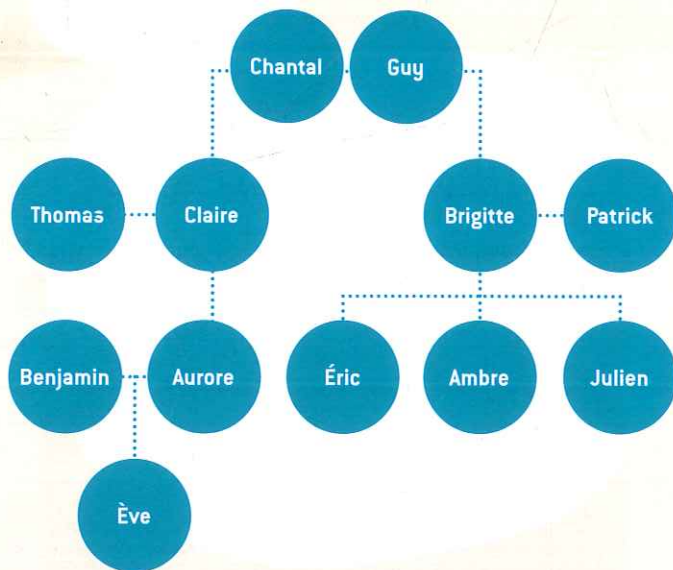 Chantal Guy
Thomas Claire Brigitte Patrick
Benjamin Aurore Éric Ambre Julien
Ève